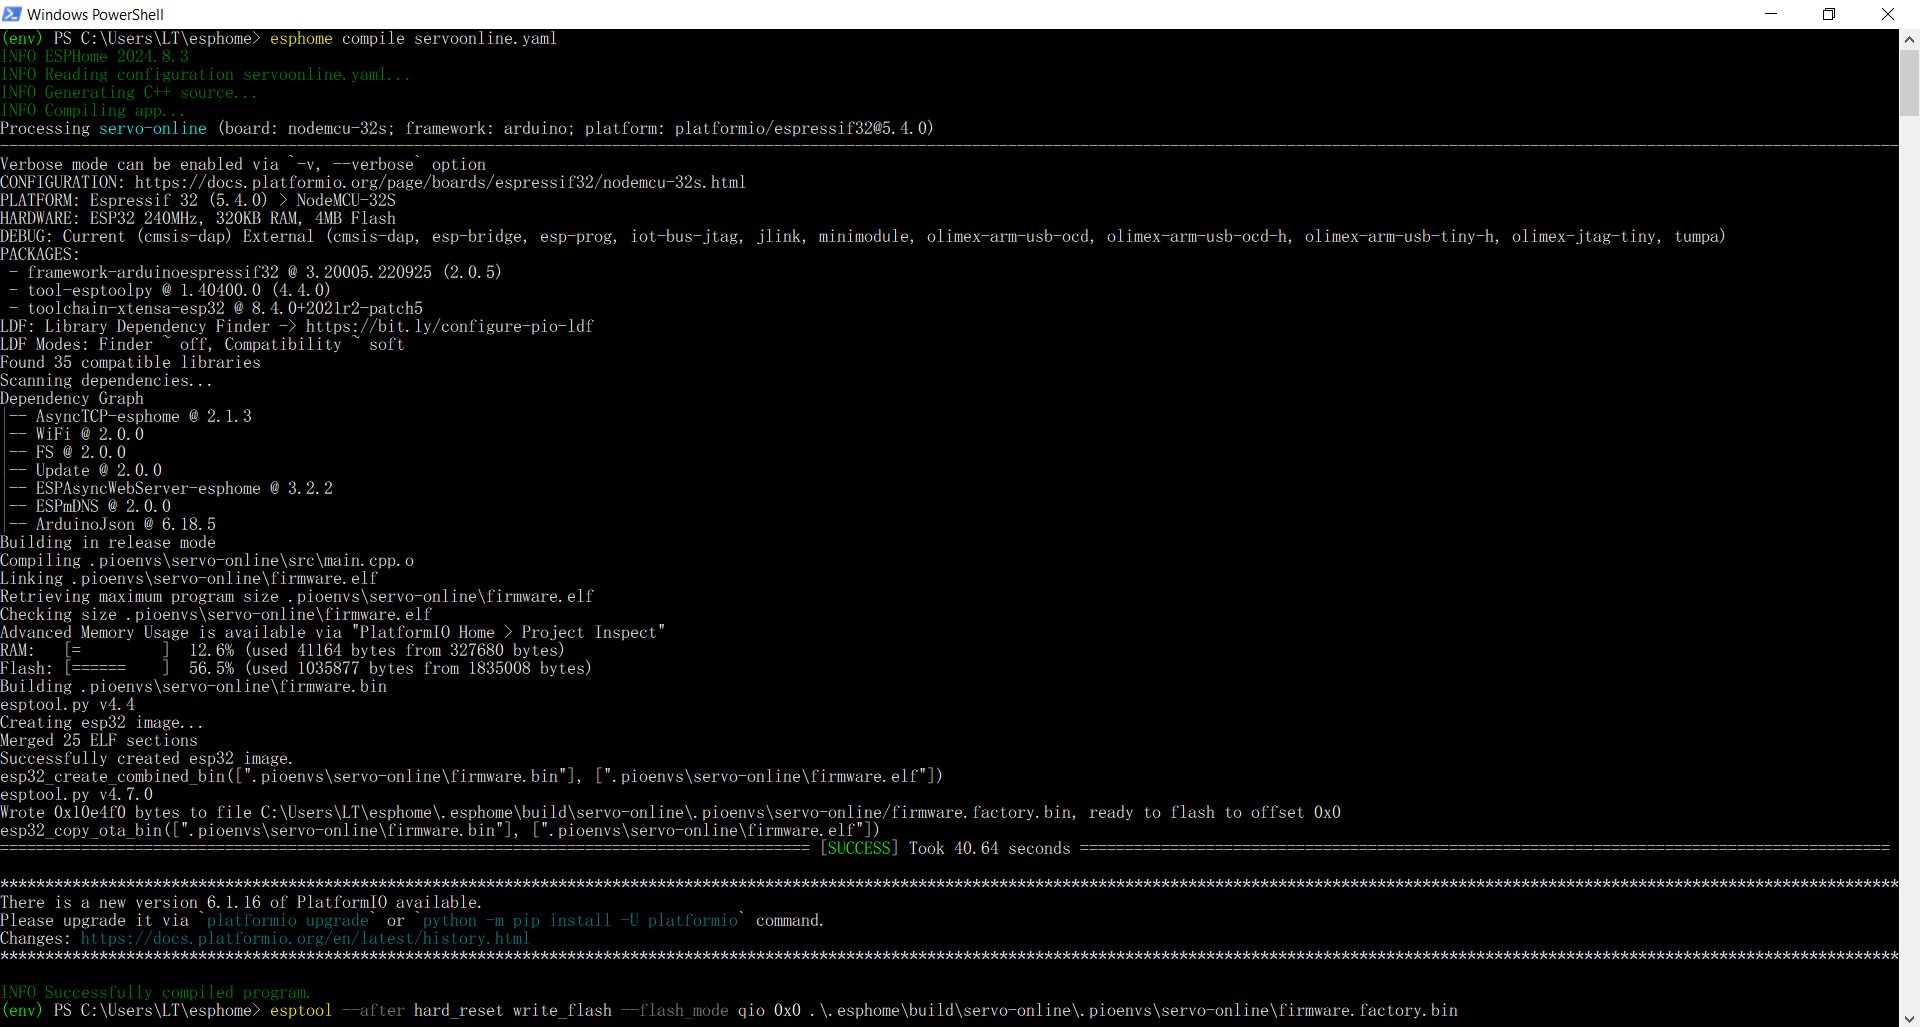 Windows PowerShell
(env) PS C:\Users\LT\esphome> esphome compile servoonline.yaml
INFO ESPHome 2024.8.3
INFO Reading configuration servoonline.yaml...
INFO Generating C++ source...
INFO Compiling app...
Processing servo-online (board: nodemcu-32s; framework: arduino; platform: platformio/espressif32@5.4.0)
--------------------------------------------------------------------------------
Verbose mode can be enabled via `-v, --verbose` option
CONFIGURATION: https://docs.platformio.org/page/boards/espressif32/nodemcu-32s.html
PLATFORM: Espressif 32 (5.4.0) > NodeMCU-32S
HARDWARE: ESP32 240MHz, 320KB RAM, 4MB Flash
DEBUG: Current (cmsis-dap) External (cmsis-dap, esp-bridge, esp-prog, iot-bus-jtag, jlink, minimodule, olimex-arm-usb-ocd, olimex-arm-usb-ocd-h, olimex-arm-usb-tiny-h, olimex-jtag-tiny, tumpa)
PACKAGES:
 - framework-arduinoespressif32 @ 3.20005.220925 (2.0.5)
 - tool-esptoolpy @ 1.40400.0 (4.4.0)
 - toolchain-xtensa-esp32 @ 8.4.0+2021r2-patch5
LDF: Library Dependency Finder -> https://bit.ly/configure-pio-ldf
LDF Modes: Finder ~ off, Compatibility ~ soft
Found 35 compatible libraries
Scanning dependencies...
Dependency Graph
|-- AsyncTCP-esphome @ 2.1.3
|-- WiFi @ 2.0.0
|-- FS @ 2.0.0
|-- Update @ 2.0.0
|-- ESPAsyncWebServer-esphome @ 3.2.2
|-- ESPmDNS @ 2.0.0
|-- ArduinoJson @ 6.18.5
Building in release mode
Compiling .pioenvs\servo-online\src\main.cpp.o
Linking .pioenvs\servo-online\firmware.elf
Retrieving maximum program size .pioenvs\servo-online\firmware.elf
Checking size .pioenvs\servo-online\firmware.elf
Advanced Memory Usage is available via "PlatformIO Home > Project Inspect"
RAM:   [=         ]  12.6% (used 41164 bytes from 327680 bytes)
Flash: [======    ]  56.5% (used 1035877 bytes from 1835008 bytes)
Building .pioenvs\servo-online\firmware.bin
esptool.py v4.4
Creating esp32 image...
Merged 25 ELF sections
Successfully created esp32 image.
esp32_create_combined_bin([".pioenvs\servo-online\firmware.bin"], [".pioenvs\servo-online\firmware.elf"])
esptool.py v4.7.0
Wrote 0x10e4f0 bytes to file C:\Users\LT\esphome\.esphome\build\servo-online\.pioenvs\servo-online/firmware.factory.bin, ready to flash to offset 0x0
esp32_copy_ota_bin([".pioenvs\servo-online\firmware.bin"], [".pioenvs\servo-online\firmware.elf"])
========================= [SUCCESS] Took 40.64 seconds =========================
********************************************************************************
There is a new version 6.1.16 of PlatformIO available.
Please upgrade it via `platformio upgrade` or `python -m pip install -U platformio` command.
Changes: https://docs.platformio.org/en/latest/history.html
********************************************************************************
INFO Successfully compiled program.
(env) PS C:\Users\LT\esphome> esptool --after hard_reset write_flash --flash_mode qio 0x0 .\.esphome\build\servo-online\.pioenvs\servo-online\firmware.factory.bin